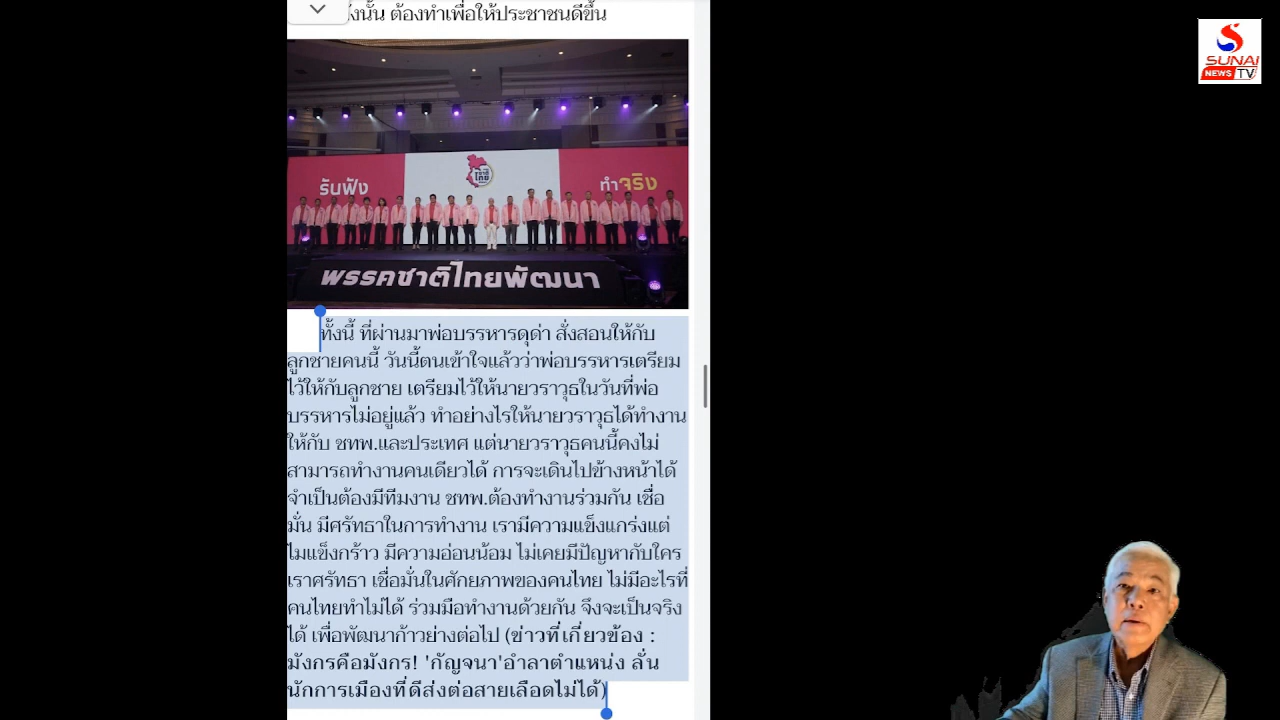 ั้งนั้น ต้องทำเพื่อให้ประชาชนดีขึ้น
SUNAI
NEWS TV
รับฟัง
ทำจริง
พรรคชาติไทยพัฒนา
ทั้งนี้ ที่ผ่านมาพ่อบรรหารดุด่า สั่งสอนให้กับ
ลูกชายคนนี้ วันนี้ตนเข้าใจแล้วว่าพ่อบรรหารเตรียม
ไว้ให้กับลูกชาย เตรียมไว้ให้นายวราวุธในวันที่พ่อ
บรรหารไม่อยู่แล้ว ทำอย่างไรให้นายวราวุธได้ทำงาน
ให้กับ ชทพ.และประเทศ แต่นายวราวุธคนนี้คงไม่
สามารถทำงานคนเดียวได้ การจะเดินไปข้างหน้าได้
จำเป็นต้องมีทีมงาน ชทพ.ต้องทำงานร่วมกัน เชื่อ
มั่น มีศรัทธาในการทำงาน เรามีความแข็งแกร่งแต่
ไมแข็งกร้าว มีความอ่อนน้อม ไม่เคยมีปัญหากับใคร
เราศรัทธา เชื่อมั่นในศักยภาพของคนไทย ไม่มีอะไรที่
คนไทยทำไม่ได้ ร่วมมือทำงานด้วยกัน จึงจะเป็นจริง
ได้ เพื่อพัฒนาก้าวย่างต่อไป (ข่าวที่เกี่ยวข้อง :
มังกรคือมังกร! 'กัญจนา'อำลาตำแหน่ง ลั่น
นักการเมืองที่ดีส่งต่อสายเลือดไม่ได้)